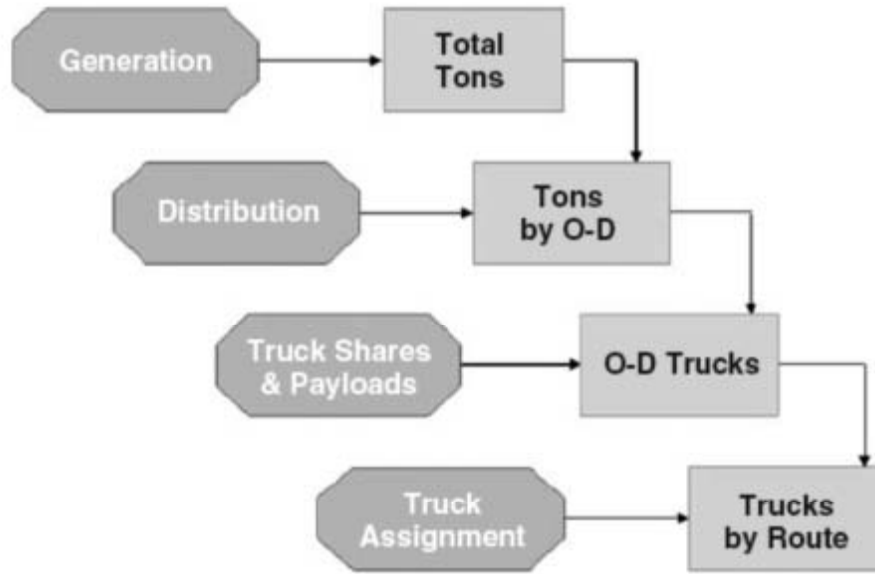 Generation
Total
Tons
Distribution
Tons
by O-D
Truck Shares
& Payloads
O-D Trucks
Truck
Assignment
Trucks
by Route